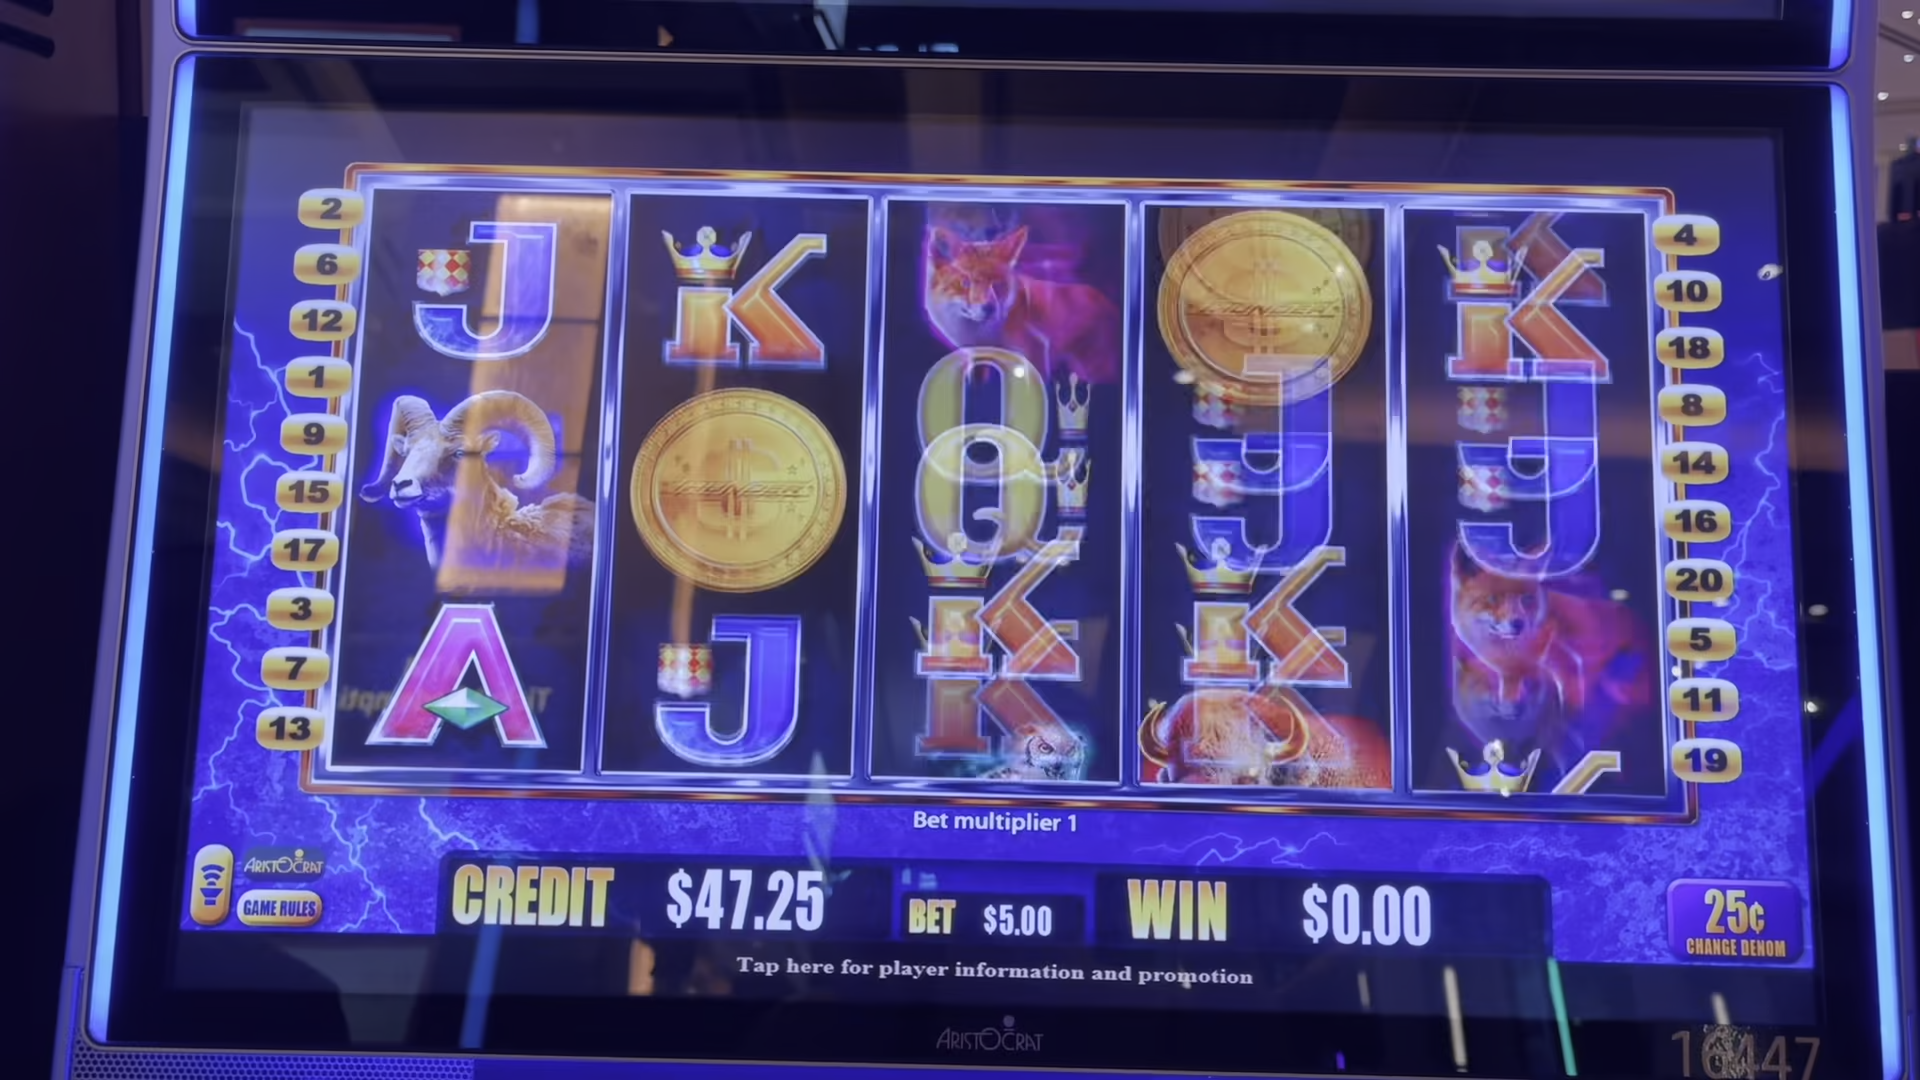 2
6
12
1
9
15
17
3
7
13
J
K
K
THUNDER
Q
J
J
A
J
K
K
4
10
18
8
14
16
20
5
11
19
Bet multiplier 1
ARISTOCRAT
GAME RULES
CREDIT $47.25 BET $5.00 WIN $0.00
25¢
CHANGE DENOM
Tap here for player information and promotion
ARISTOCRAT